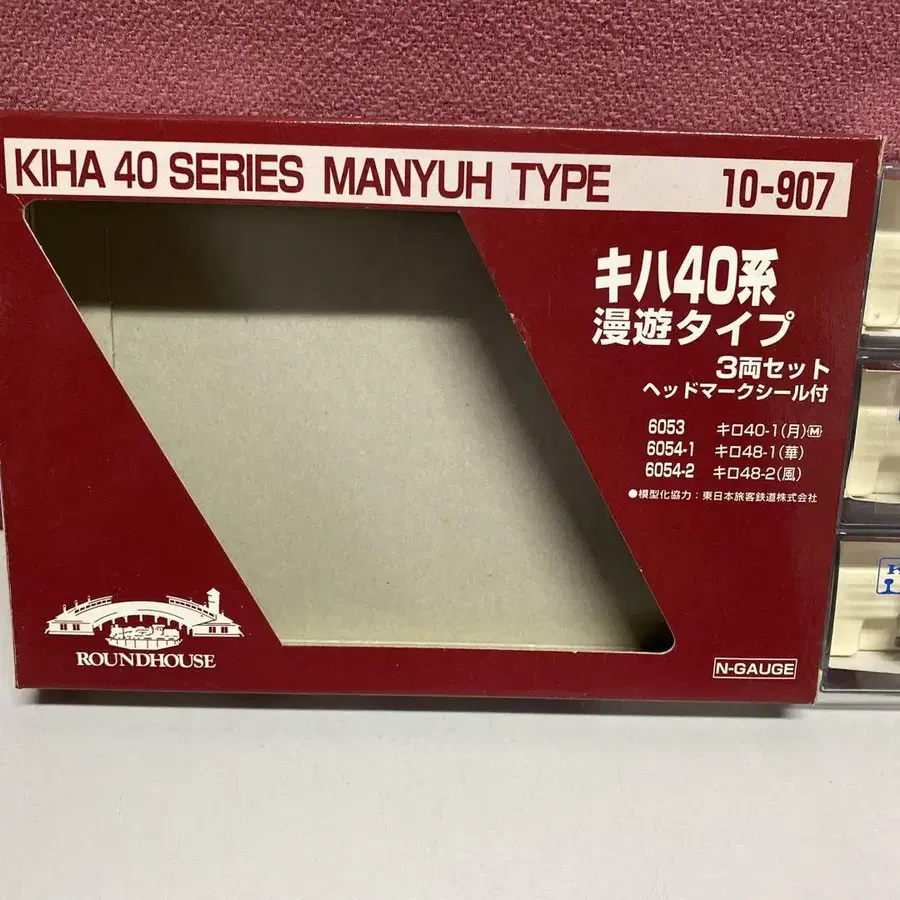 KIHA 40 SERIES MANYUH TYPE 10-907
キハ40系
漫遊タイプ
3両セット
ヘッドマークシール付
6053 キロ40-1(月)M
6054-1 キロ48-1(華)
6054-2 キロ48-2(風)
●模型化協力:東日本旅客鉄道株式会社
ROUNDHOUSE
N-GAUGE